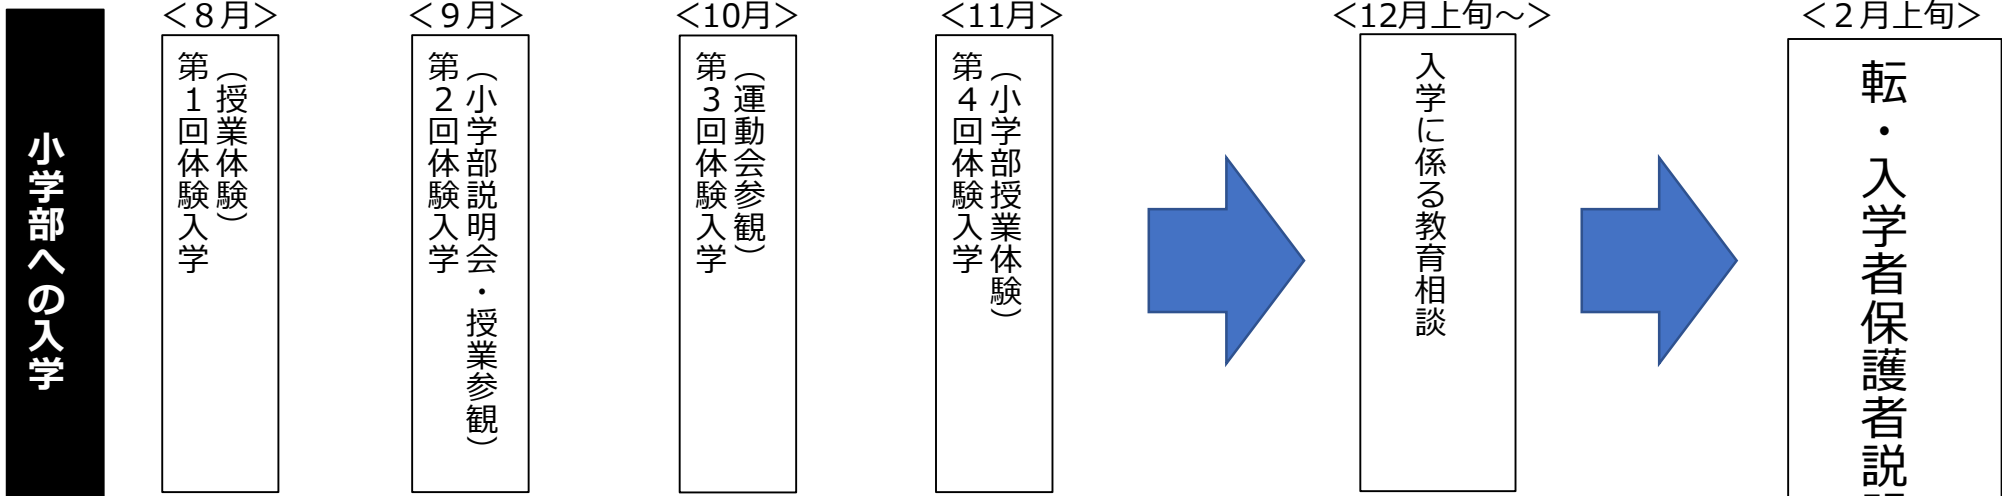 小学部への入学
＜８月＞
第１回体験入学
（授業体験）
＜９月＞
第２回体験入学
（小学部説明会・授業参観）
＜10月＞
第３回体験入学
（運動会参観）
＜11月＞
第４回体験入学
（小学部授業体験）
＜12月上旬～＞
入学に係る教育相談
＜２月上旬＞
転・入学者保護者説